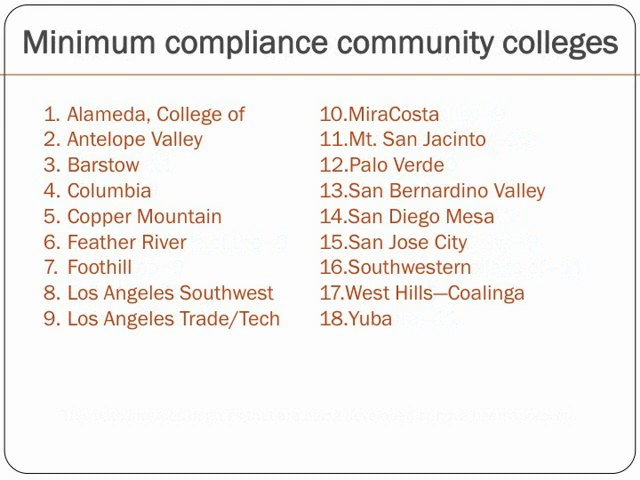 Minimum compliance community colleges
1. Alameda, College of
2. Antelope Valley
3. Barstow
4. Columbia
5. Copper Mountain
6. Feather River
7. Foothill
8. Los Angeles Southwest
9. Los Angeles Trade/Tech
10.MiraCosta
11.Mt. San Jacinto
12.Palo Verde
13.San Bernardino Valley
14.San Diego Mesa
15.San Jose City
16.Southwestern
17.West Hills—Coalinga
18.Yuba